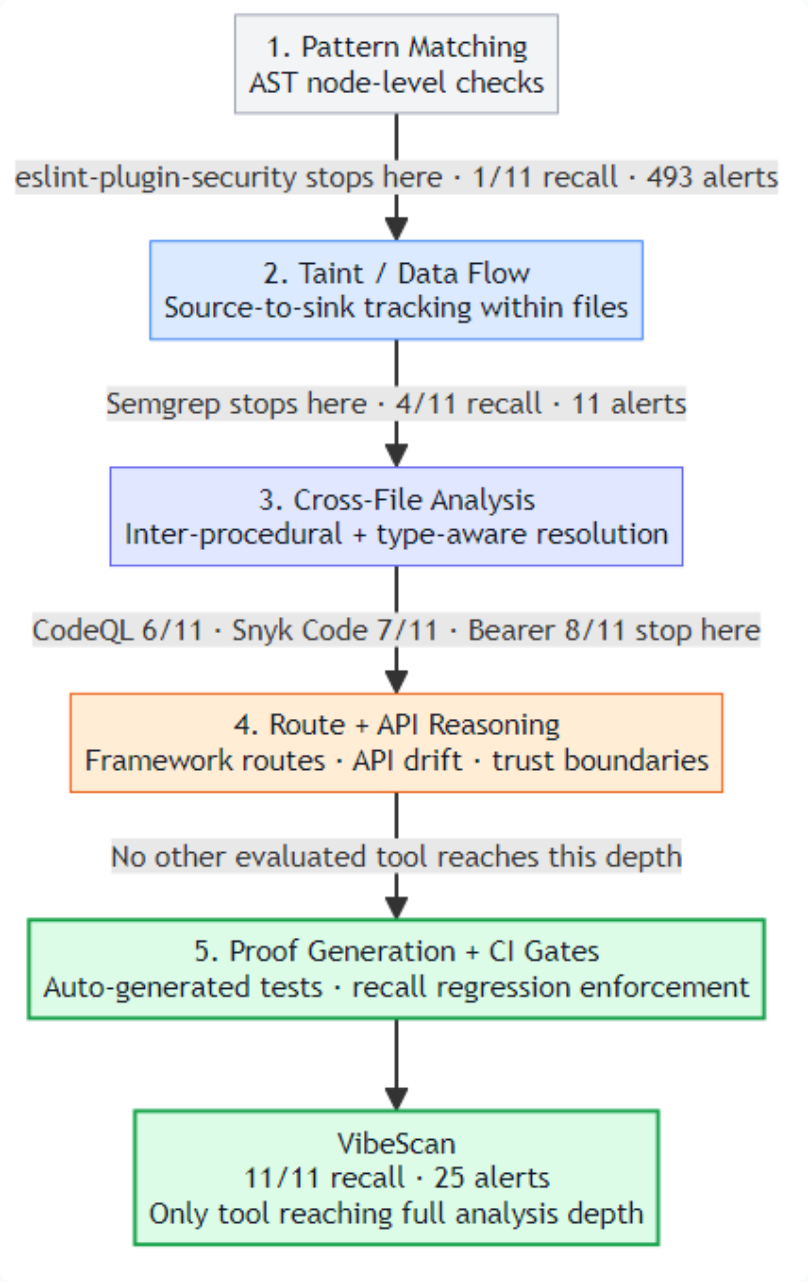 1. Pattern Matching
AST node-level checks
eslint-plugin-security stops here · 1/11 recall · 493 alerts
2. Taint / Data Flow
Source-to-sink tracking within files
Semgrep stops here · 4/11 recall · 11 alerts
3. Cross-File Analysis
Inter-procedural + type-aware resolution
CodeQL 6/11 · Snyk Code 7/11 · Bearer 8/11 stop here
4. Route + API Reasoning
Framework routes · API drift · trust boundaries
No other evaluated tool reaches this depth
5. Proof Generation + CI Gates
Auto-generated tests · recall regression enforcement
VibeScan
11/11 recall · 25 alerts
Only tool reaching full analysis depth